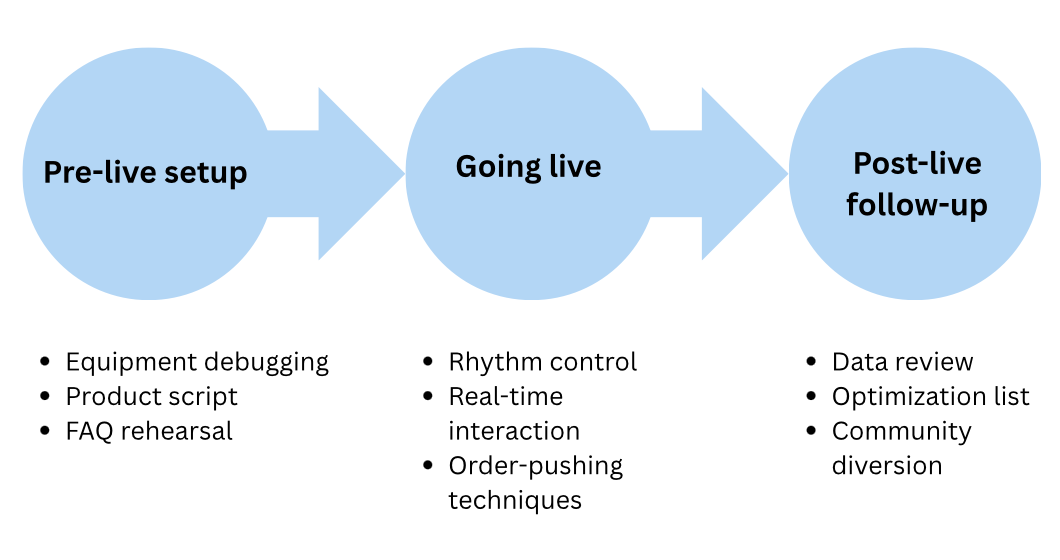 Pre-live setup
Going live
Post-live
follow-up
• Equipment debugging
• Product script
• FAQ rehearsal
• Rhythm control
• Real-time
interaction
• Order-pushing
techniques
• Data review
• Optimization list
• Community
diversion